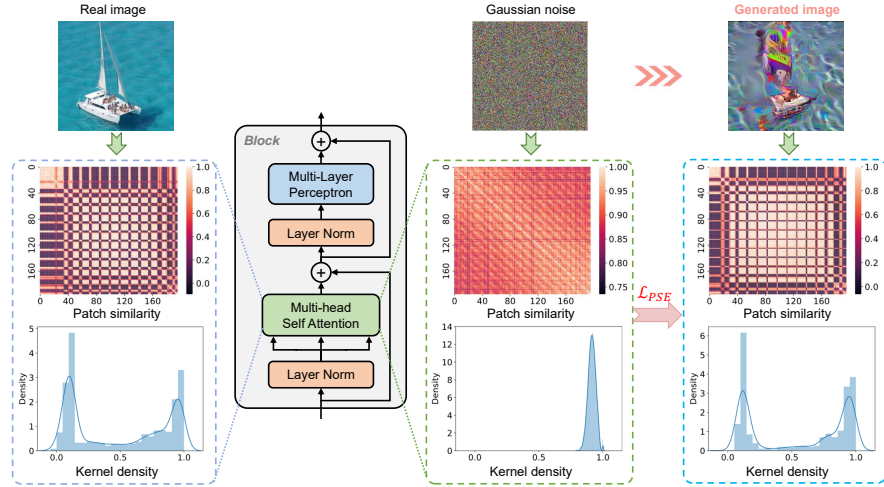 Real image
Gaussian noise
Generated image
Block
Multi-Layer
Perceptron
Layer Norm
Multi-head
Self Attention
Layer Norm
0
40
80
120
160
0 40 80 120 160
1.0
0.8
0.6
0.4
0.2
0.0
Patch similarity
5
4
3
2
1
0
Density
0.0 0.5 1.0
Kernel density
0
40
80
120
160
0 40 80 120 160
1.00
0.95
0.90
0.85
0.80
0.75
Patch similarity
14
12
10
8
6
4
2
0
Density
0.0 0.5 1.0
Kernel density
ℒPSE
0
40
80
120
160
0 40 80 120 160
1.0
0.8
0.6
0.4
0.2
0.0
Patch similarity
6
5
4
3
2
1
0
Density
0.0 0.5 1.0
Kernel density